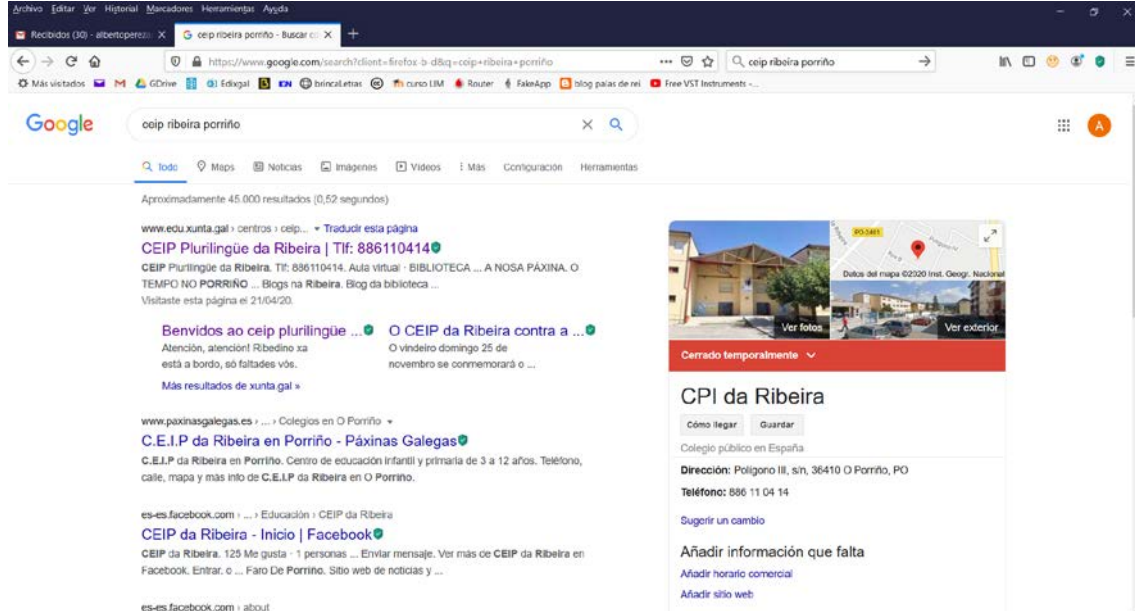 Archivo Editar Ver Historial Marcadores Herramientas Ayuda
Recibidos (30) - albertopereza
ceip ribeira porriño - Buscar co
https://www.google.com/search?client=firefox-b-d&q=ceip+ribeira+porriño
ceip ribeira porriño
Más visitados GDrive Edixgal EN brincaLetras curso LIM Router FakeApp blog palas de rei Free VST Instruments -...
Google
ceip ribeira porriño
A
Todo Maps Noticias Imágenes Vídeos Más Configuración Herramientas
Aproximadamente 45.000 resultados (0,52 segundos)
www.edu.xunta.gal › centros › ceip... Traducir esta página
CEIP Plurilingüe da Ribeira | Tlf: 886110414
CEIP Plurilingüe da Ribeira. Tlf: 886110414. Aula virtual · BIBLIOTECA ... A NOSA PÁXINA. O
TEMPO NO PORRIÑO ... Blogs na Ribeira. Blog da biblioteca ...
Visitaste esta página el 21/04/20.
Benvidos ao ceip plurilingüe ...
Atención, atención! Ribedino xa
está a bordo, só faltades vós.
O CEIP da Ribeira contra a ...
O vindeiro domingo 25 de
novembro se conmemorará o ...
Más resultados de xunta.gal »
www.paxinasgalegas.es › ... › Colegios en O Porriño
C.E.I.P da Ribeira en Porriño - Páxinas Galegas
C.E.I.P da Ribeira en Porriño. Centro de educación infantil y primaria de 3 a 12 años. Teléfono,
calle, mapa y más info de C.E.I.P da Ribeira en O Porriño.
es-es.facebook.com › ... › Educación › CEIP da Ribeira
CEIP da Ribeira - Inicio | Facebook
CEIP da Ribeira. 125 Me gusta · 1 personas ... Enviar mensaje. Ver más de CEIP da Ribeira en
Facebook. Entrar. o ... Faro De Porriño. Sitio web de noticias y ...
es-es.facebook.com › about
PO-3401
Datos del mapa ©2020 Inst. Geogr. Nacional
Ver fotos
Ver exterior
Cerrado temporalmente
CPI da Ribeira
Cómo llegar Guardar
Colegio público en España
Dirección: Polígono III, s/n, 36410 O Porriño, PO
Teléfono: 886 11 04 14
Sugerir un cambio
Añadir información que falta
Añadir horario comercial
Añadir sitio web